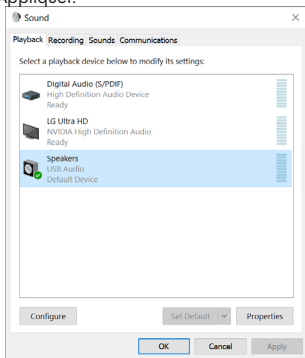 Appliquer.
Sound
Playback Recording Sounds Communications
Select a playback device below to modify its settings:
Digital Audio (S/PDIF)
High Definition Audio Device
Ready
LG Ultra HD
NVIDIA High Definition Audio
Ready
Speakers
USB Audio
Default Device
Configure Set Default Properties
OK Cancel Apply